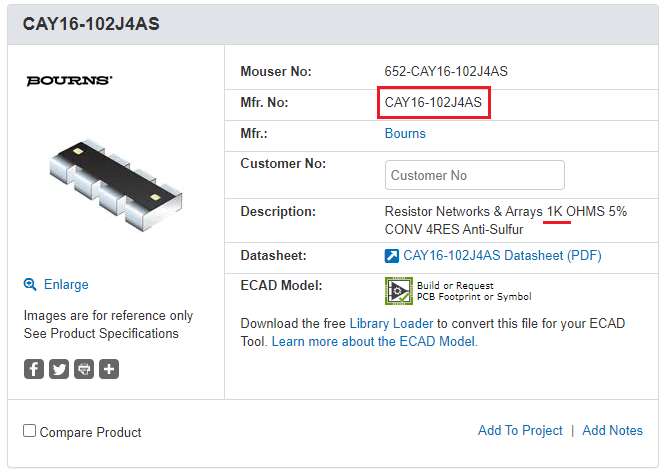 CAY16-102J4AS
BOURNS®
Mouser No: 652-CAY16-102J4AS
Mfr. No: CAY16-102J4AS
Mfr.: Bourns
Customer No: Customer No
Description: Resistor Networks & Arrays 1K OHMS 5%
CONV 4RES Anti-Sulfur
Datasheet: CAY16-102J4AS Datasheet (PDF)
Enlarge
ECAD Model: Build or Request
PCB Footprint or Symbol
Images are for reference only
See Product Specifications
Download the free Library Loader to convert this file for your ECAD
Tool. Learn more about the ECAD Model.
Compare Product
Add To Project | Add Notes